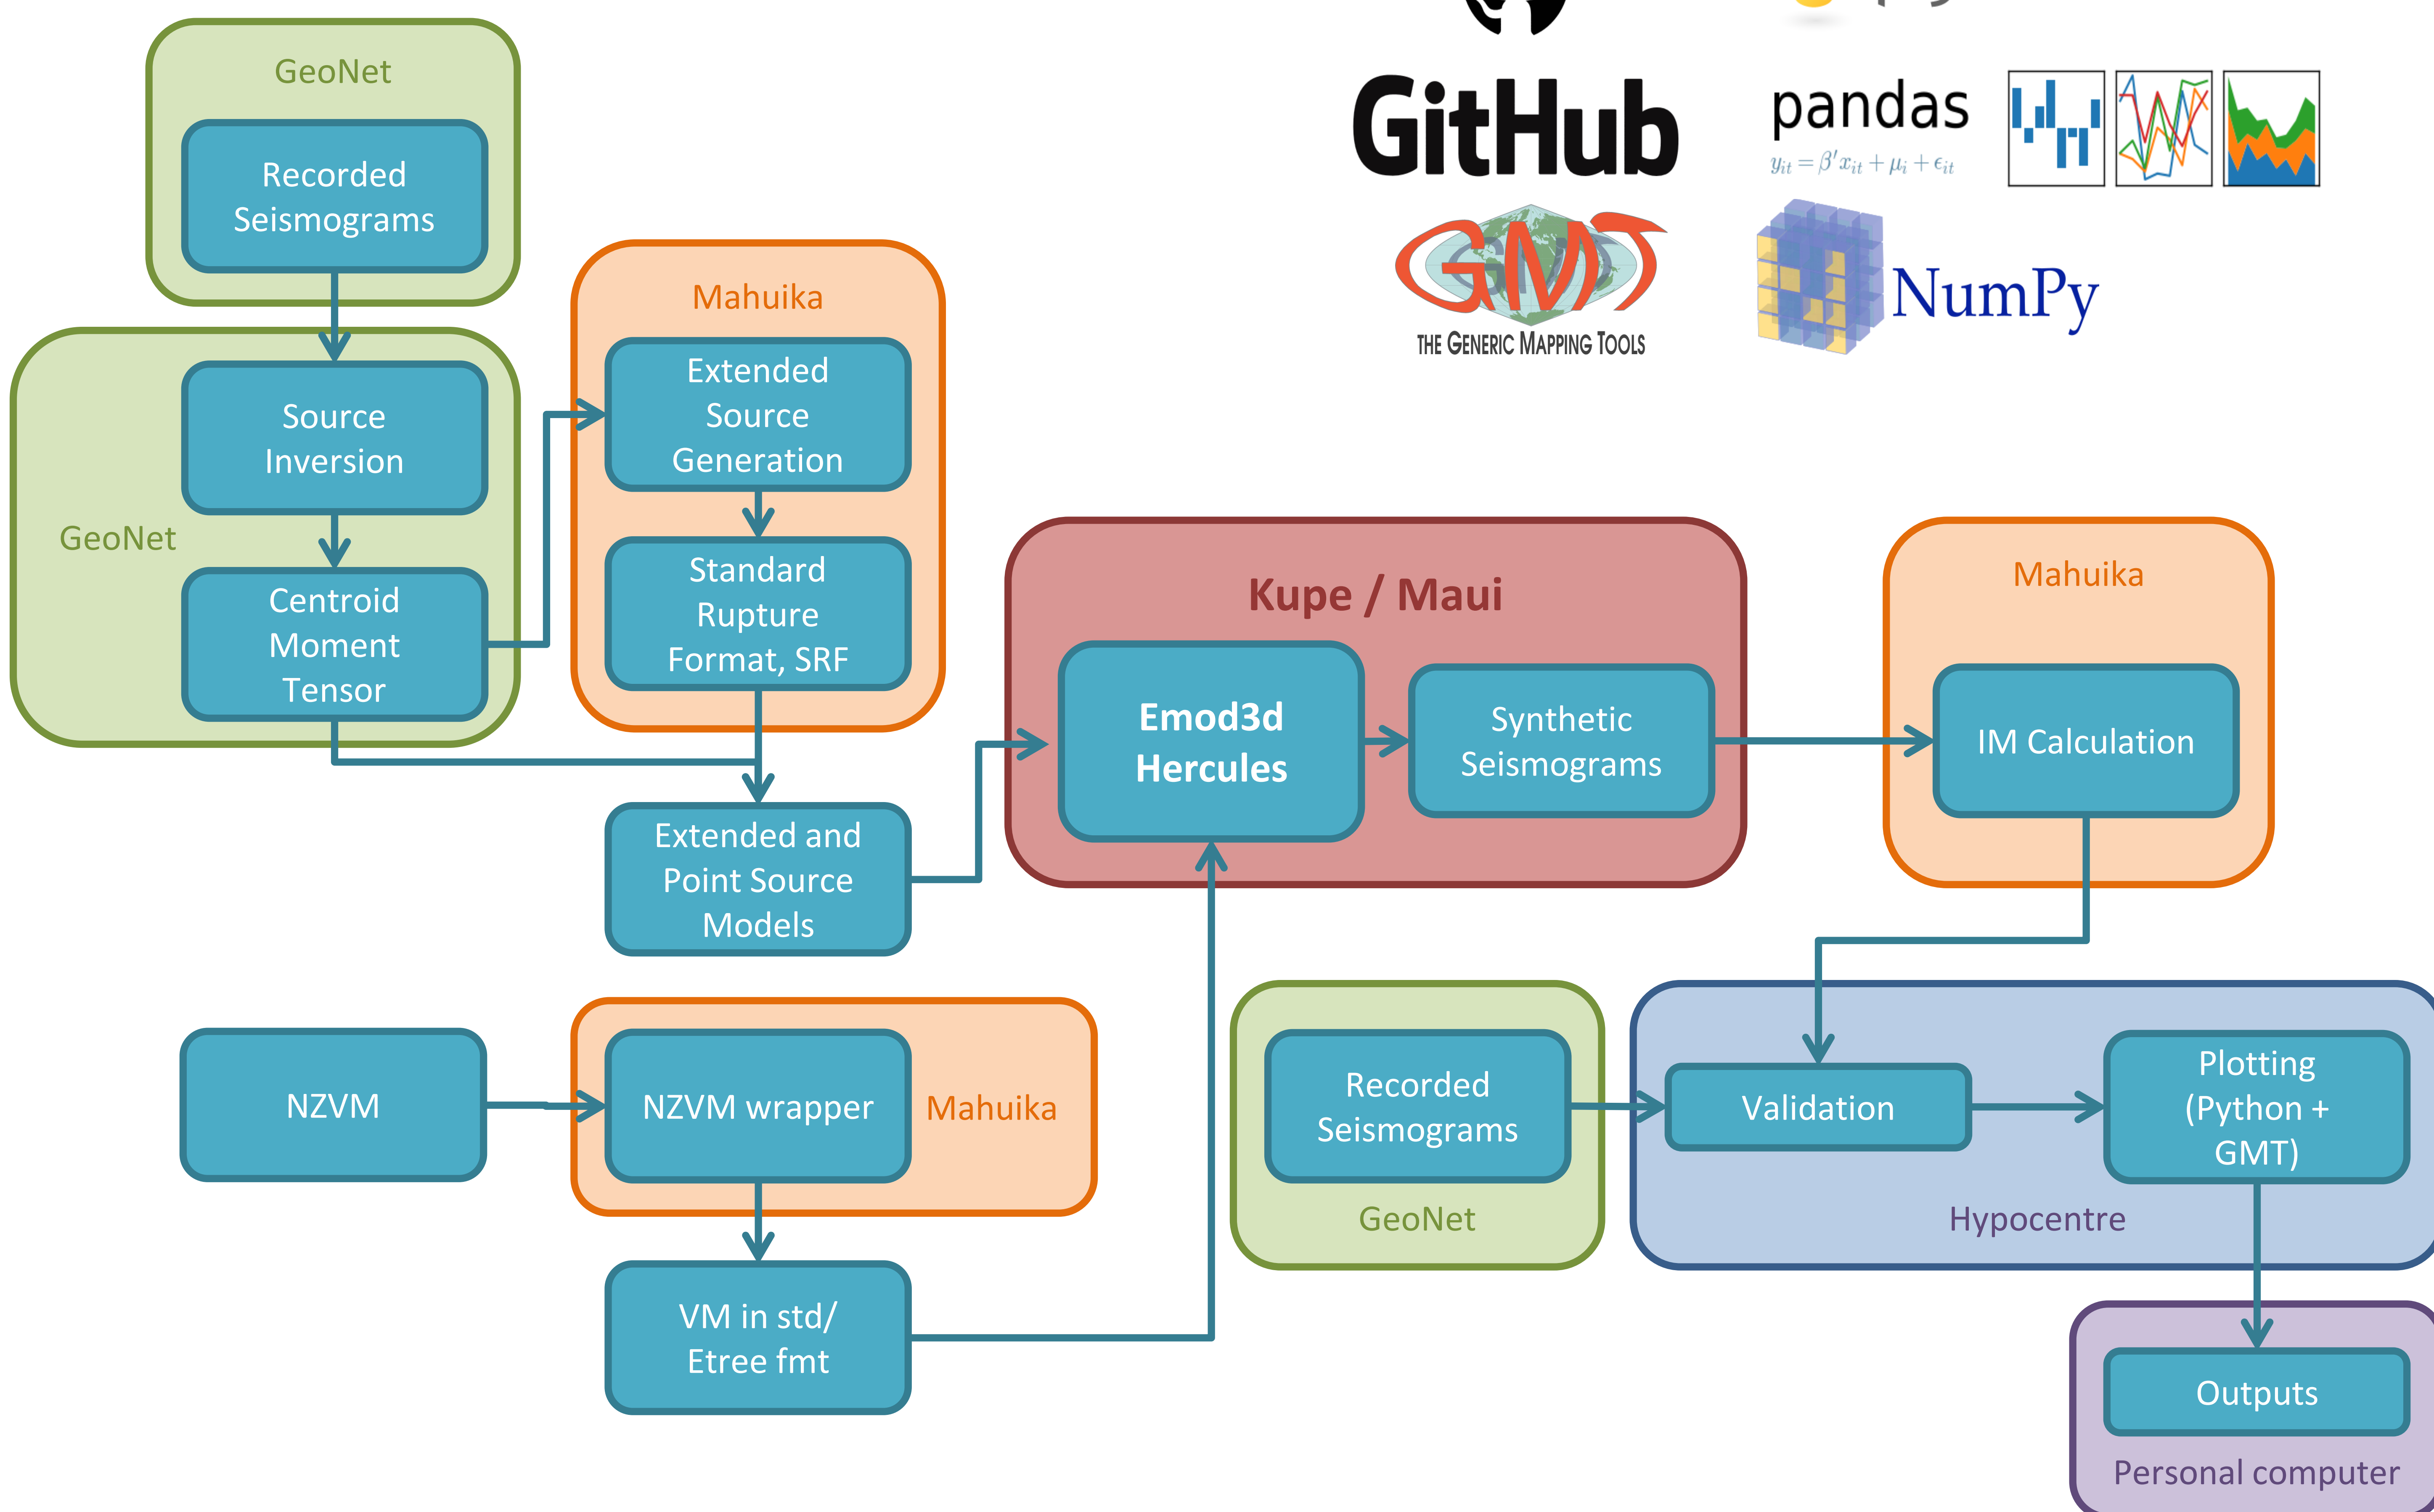 GeoNet
Recorded
Seismograms
GitHub
pandas
y_{it} = β'x_{it} + μ_i + ϵ_{it}
GMT
THE GENERIC MAPPING TOOLS
NumPy
Mahuika
Extended
Source
Generation
Source
Inversion
GeoNet
Centroid
Moment
Tensor
Standard
Rupture
Format, SRF
Kupe / Maui
Emod3d
Hercules
Synthetic
Seismograms
Mahuika
IM Calculation
Extended and
Point Source
Models
NZVM
NZVM wrapper
Mahuika
Recorded
Seismograms
GeoNet
Validation
Plotting
(Python +
GMT)
Hypocentre
VM in std/
Etree fmt
Outputs
Personal computer